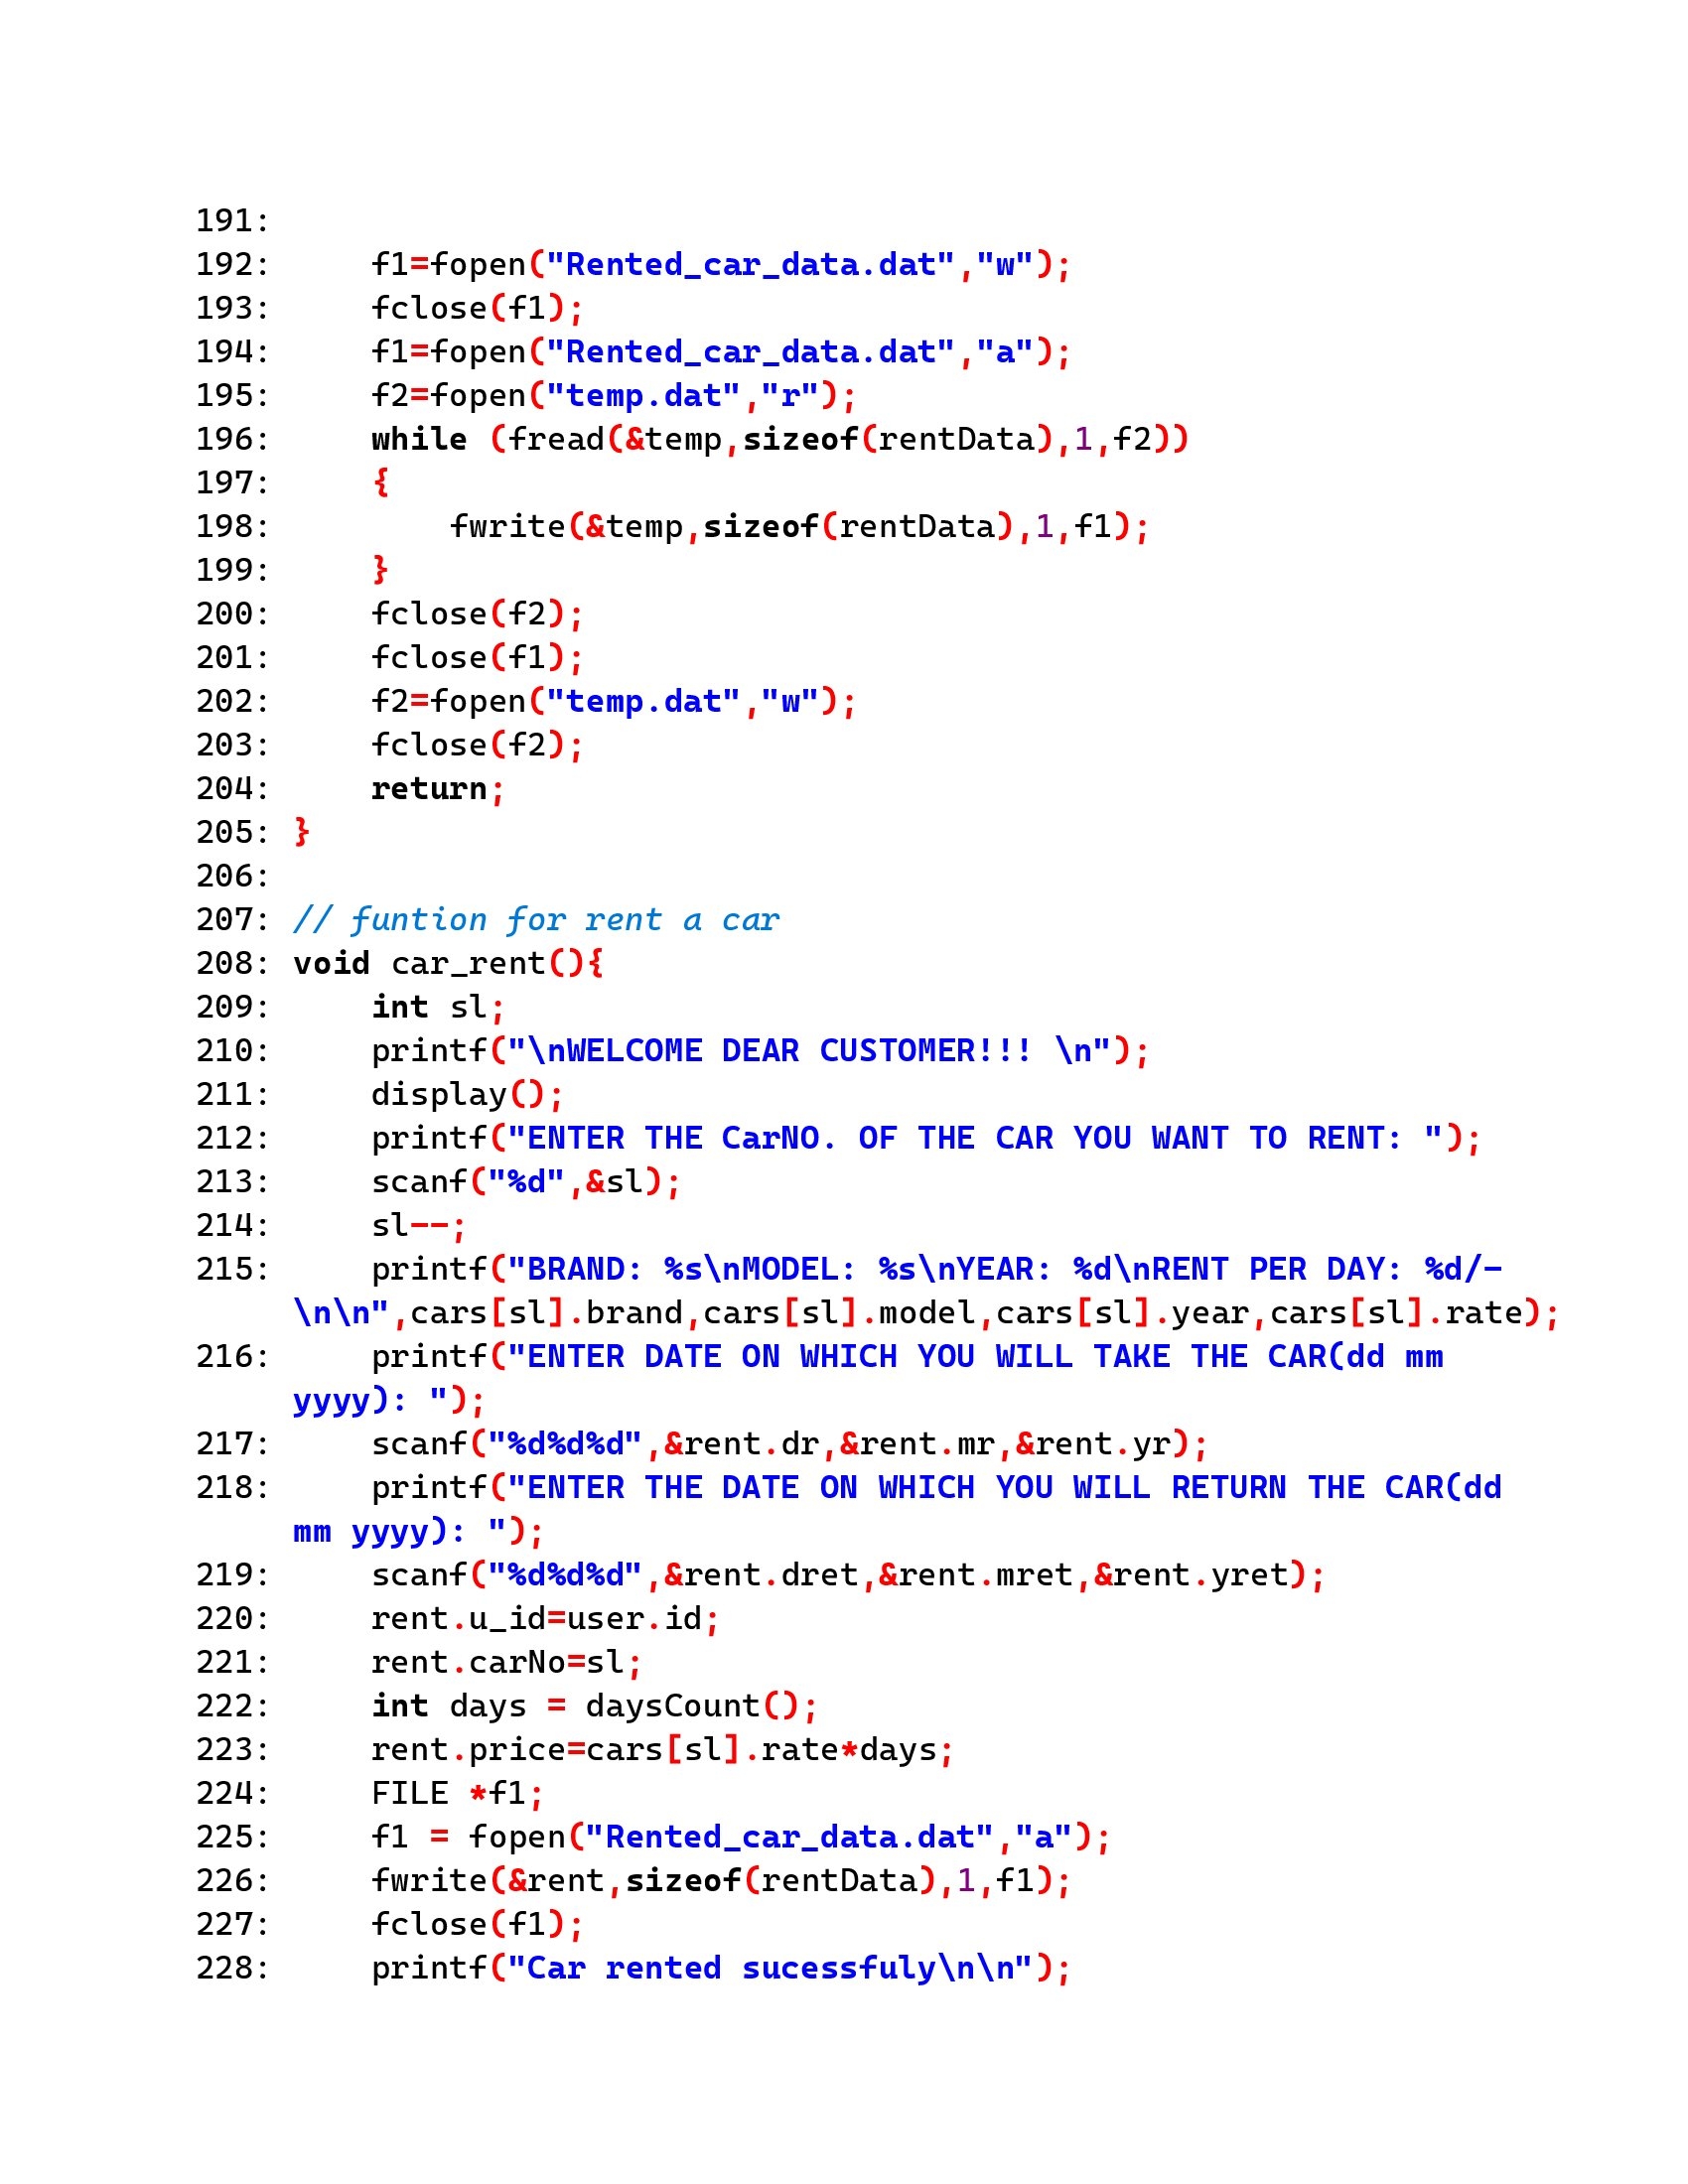 191:
192:     f1=fopen("Rented_car_data.dat","w");
193:     fclose(f1);
194:     f1=fopen("Rented_car_data.dat","a");
195:     f2=fopen("temp.dat","r");
196:     while (fread(&temp,sizeof(rentData),1,f2))
197:     {
198:         fwrite(&temp,sizeof(rentData),1,f1);
199:     }
200:     fclose(f2);
201:     fclose(f1);
202:     f2=fopen("temp.dat","w");
203:     fclose(f2);
204:     return;
205: }
206:
207: // funtion for rent a car
208: void car_rent(){
209:     int sl;
210:     printf("\nWELCOME DEAR CUSTOMER!!! \n");
211:     display();
212:     printf("ENTER THE CarNO. OF THE CAR YOU WANT TO RENT: ");
213:     scanf("%d",&sl);
214:     sl--;
215:     printf("BRAND: %s\nMODEL: %s\nYEAR: %d\nRENT PER DAY: %d/-
\n\n",cars[sl].brand,cars[sl].model,cars[sl].year,cars[sl].rate);
216:     printf("ENTER DATE ON WHICH YOU WILL TAKE THE CAR(dd mm
yyyy): ");
217:     scanf("%d%d%d",&rent.dr,&rent.mr,&rent.yr);
218:     printf("ENTER THE DATE ON WHICH YOU WILL RETURN THE CAR(dd
mm yyyy): ");
219:     scanf("%d%d%d",&rent.dret,&rent.mret,&rent.yret);
220:     rent.u_id=user.id;
221:     rent.carNo=sl;
222:     int days = daysCount();
223:     rent.price=cars[sl].rate*days;
224:     FILE *f1;
225:     f1 = fopen("Rented_car_data.dat","a");
226:     fwrite(&rent,sizeof(rentData),1,f1);
227:     fclose(f1);
228:     printf("Car rented sucessfuly\n\n");